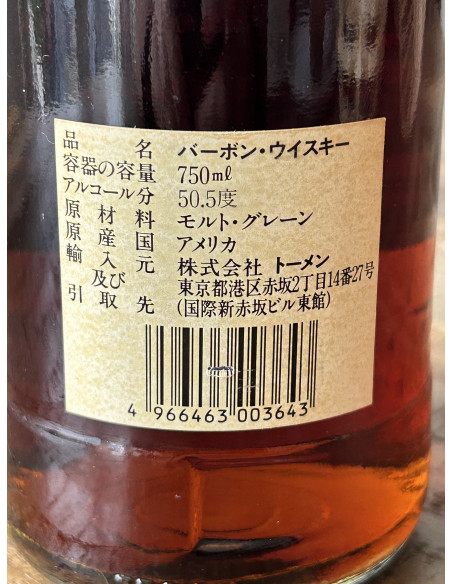 品名 バーボン・ウイスキー
容器の容量 750mℓ
アルコール分 50.5度
原材料 モルト・グレーン
原産国 アメリカ
輸入元 株式会社 トーメン
及び 東京都港区赤坂2丁目14番27号
引取先 (国際新赤坂ビル東館)
4 966463 003643